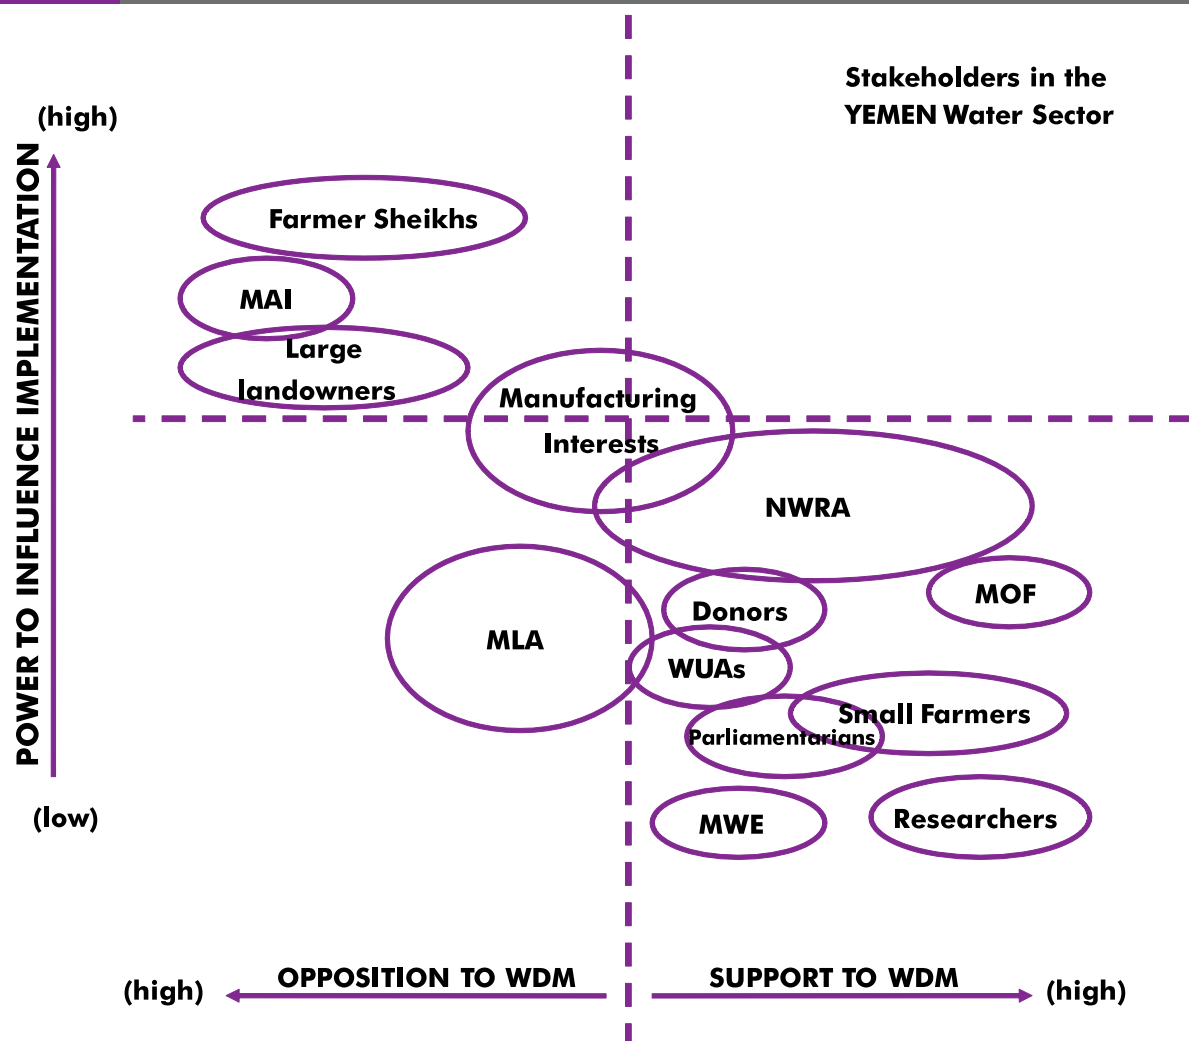 Stakeholders in the
YEMEN Water Sector
(high)
POWER TO INFLUENCE IMPLEMENTATION
Farmer Sheikhs
MAI
Large
landowners
Manufacturing
Interests
NWRA
MOF
Donors
MLA
WUAs
Small Farmers
Parliamentarians
MWE
Researchers
(low)
OPPOSITION TO WDM
SUPPORT TO WDM
(high)
(high)